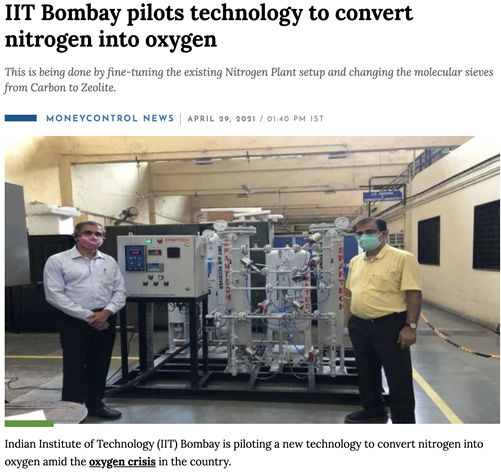 IIT Bombay pilots technology to convert
nitrogen into oxygen
This is being done by fine-tuning the existing Nitrogen Plant setup and changing the molecular sieves
from Carbon to Zeolite.
MONEYCONTROL NEWS | APRIL 29, 2021 / 01:40 PM IST
Indian Institute of Technology (IIT) Bombay is piloting a new technology to convert nitrogen into
oxygen amid the oxygen crisis in the country.